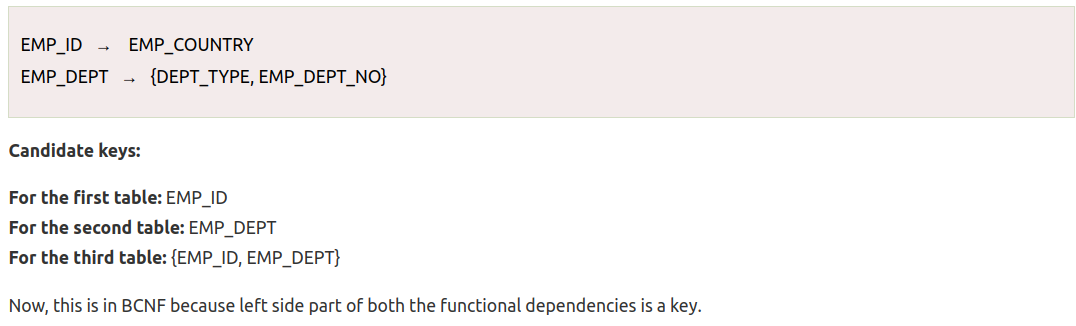 EMP_ID → EMP_COUNTRY
EMP_DEPT → {DEPT_TYPE, EMP_DEPT_NO}
Candidate keys:
For the first table: EMP_ID
For the second table: EMP_DEPT
For the third table: {EMP_ID, EMP_DEPT}
Now, this is in BCNF because left side part of both the functional dependencies is a key.